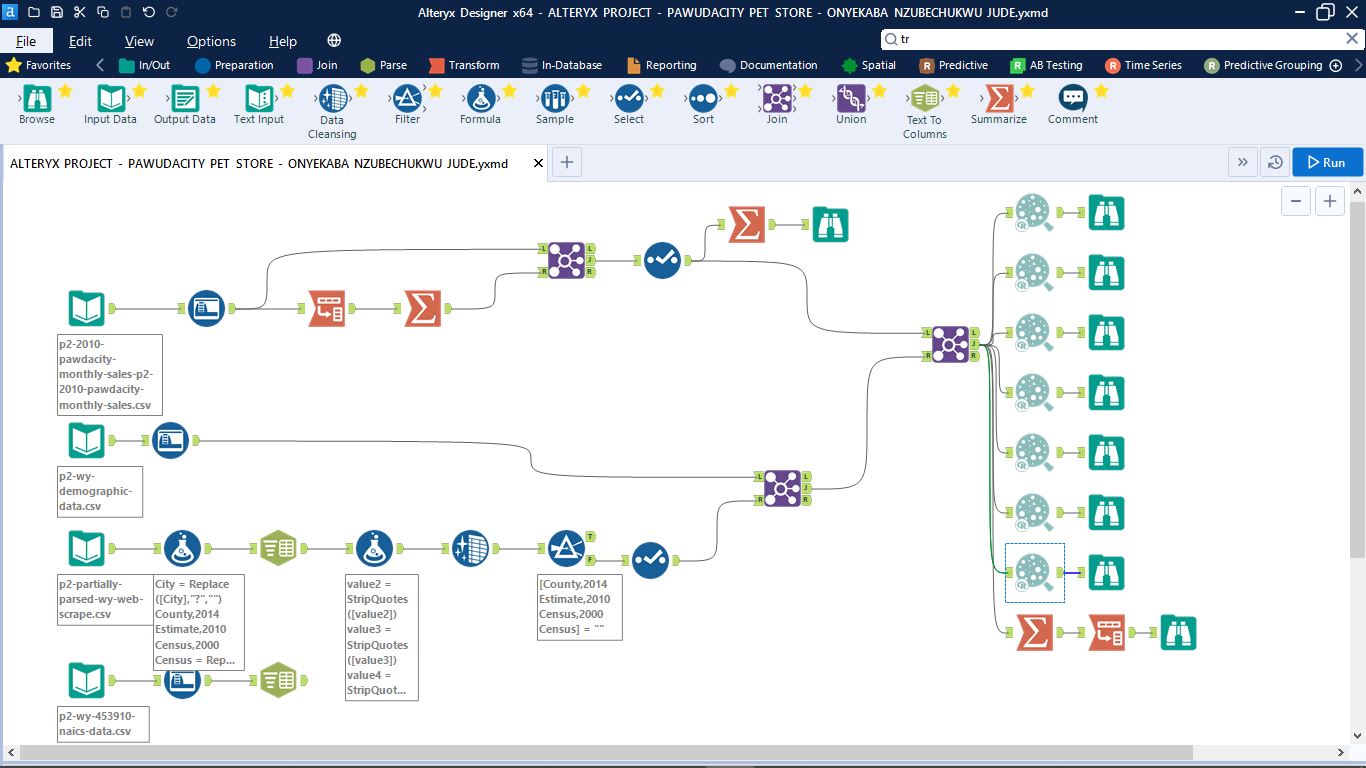 Alteryx Designer x64 - ALTERYX PROJECT - PAWUDACITY PET STORE - ONYEKABA NZUBECHUKWU JUDE.yxmd
File Edit View Options Help
tr
Favorites In/Out Preparation Join Parse Transform In-Database Reporting Documentation Spatial Predictive AB Testing Time Series Predictive Grouping
Browse Input Data Output Data Text Input Data Cleansing Filter Formula Sample Select Sort Join Union Text To Columns Summarize Comment
ALTERYX PROJECT - PAWUDACITY PET STORE - ONYEKABA NZUBECHUKWU JUDE.yxmd
Run
L L
J
R R
p2-2010-
pawdacity-
monthly-sales-p2-
2010-pawdacity-
monthly-sales.csv
L L
J
R R
p2-wy-
demographic-
data.csv
L L
J
R R
T
F
p2-partially-
parsed-wy-web-
scrape.csv
City = Replace
([City],"?","")
County,2014
Estimate,2010
Census,2000
Census = Rep...
value2 =
StripQuotes
([value2])
value3 =
StripQuotes
([value3])
value4 =
StripQuot...
[County,2014
Estimate,2010
Census,2000
Census] = ""
p2-wy-453910-
naics-data.csv